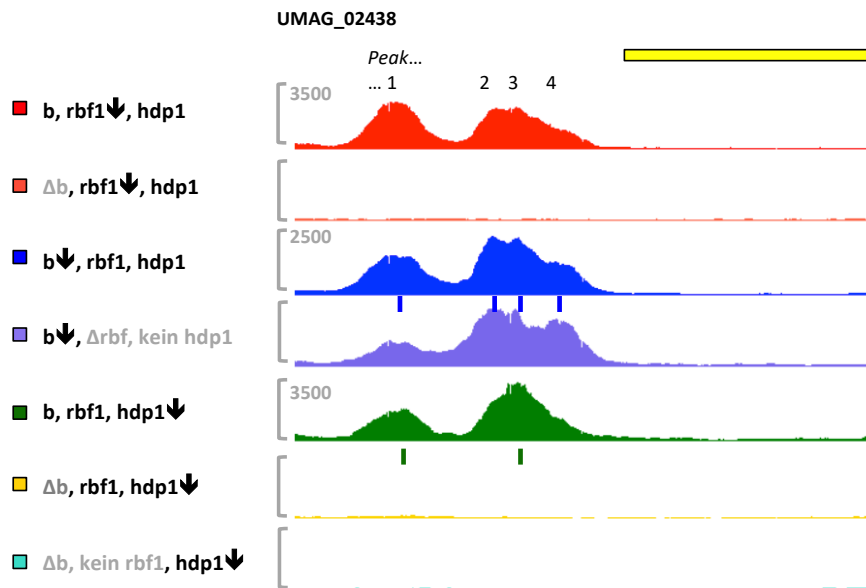 UMAG_02438
Peak...
... 1 2 3 4
3500
b, rbf1🡇, hdp1
Δb, rbf1🡇, hdp1
2500
b🡇, rbf1, hdp1
b🡇, Δrbf, kein hdp1
3500
b, rbf1, hdp1🡇
Δb, rbf1, hdp1🡇
Δb, kein rbf1, hdp1🡇